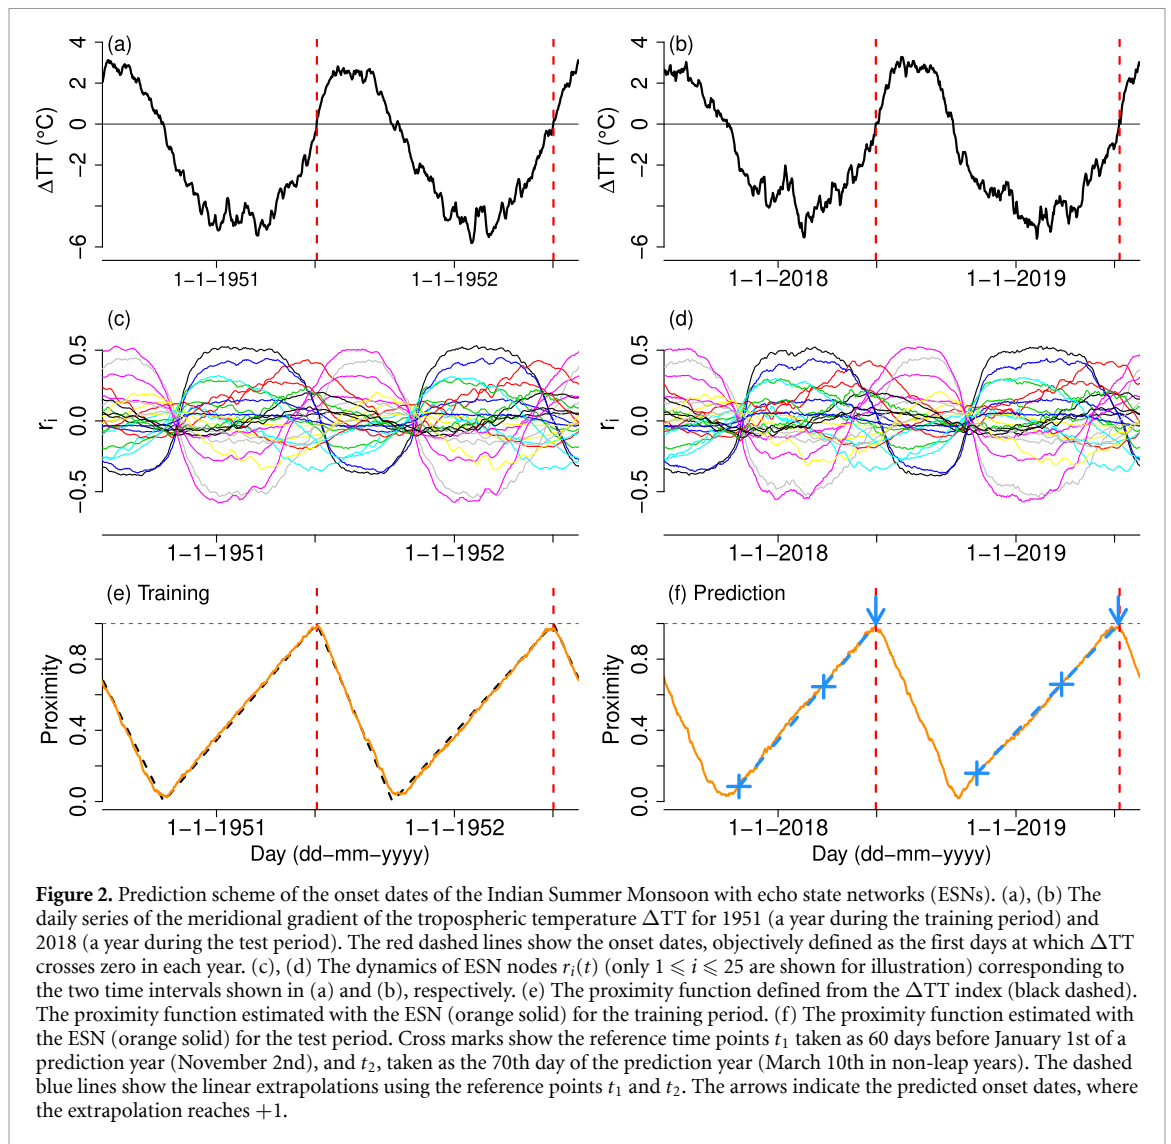 (a)
4
2
0
−2
−6
ΔTT (°C)
1−1−1951
1−1−1952
(b)
4
2
0
−2
−6
ΔTT (°C)
1−1−2018
1−1−2019
(c)
0.5
0.0
−0.5
ri
1−1−1951
1−1−1952
(d)
0.5
0.0
−0.5
ri
1−1−2018
1−1−2019
(e) Training
0.8
0.4
0.0
Proximity
1−1−1951
1−1−1952
Day (dd−mm−yyyy)
(f) Prediction
0.8
0.4
0.0
Proximity
1−1−2018
1−1−2019
Day (dd−mm−yyyy)
Figure 2. Prediction scheme of the onset dates of the Indian Summer Monsoon with echo state networks (ESNs). (a), (b) The
daily series of the meridional gradient of the tropospheric temperature ΔTT for 1951 (a year during the training period) and
2018 (a year during the test period). The red dashed lines show the onset dates, objectively defined as the first days at which ΔTT
crosses zero in each year. (c), (d) The dynamics of ESN nodes ri(t) (only 1 ⩽ i ⩽ 25 are shown for illustration) corresponding to
the two time intervals shown in (a) and (b), respectively. (e) The proximity function defined from the ΔTT index (black dashed).
The proximity function estimated with the ESN (orange solid) for the training period. (f) The proximity function estimated with
the ESN (orange solid) for the test period. Cross marks show the reference time points t1 taken as 60 days before January 1st of a
prediction year (November 2nd), and t2, taken as the 70th day of the prediction year (March 10th in non-leap years). The dashed
blue lines show the linear extrapolations using the reference points t1 and t2. The arrows indicate the predicted onset dates, where
the extrapolation reaches +1.